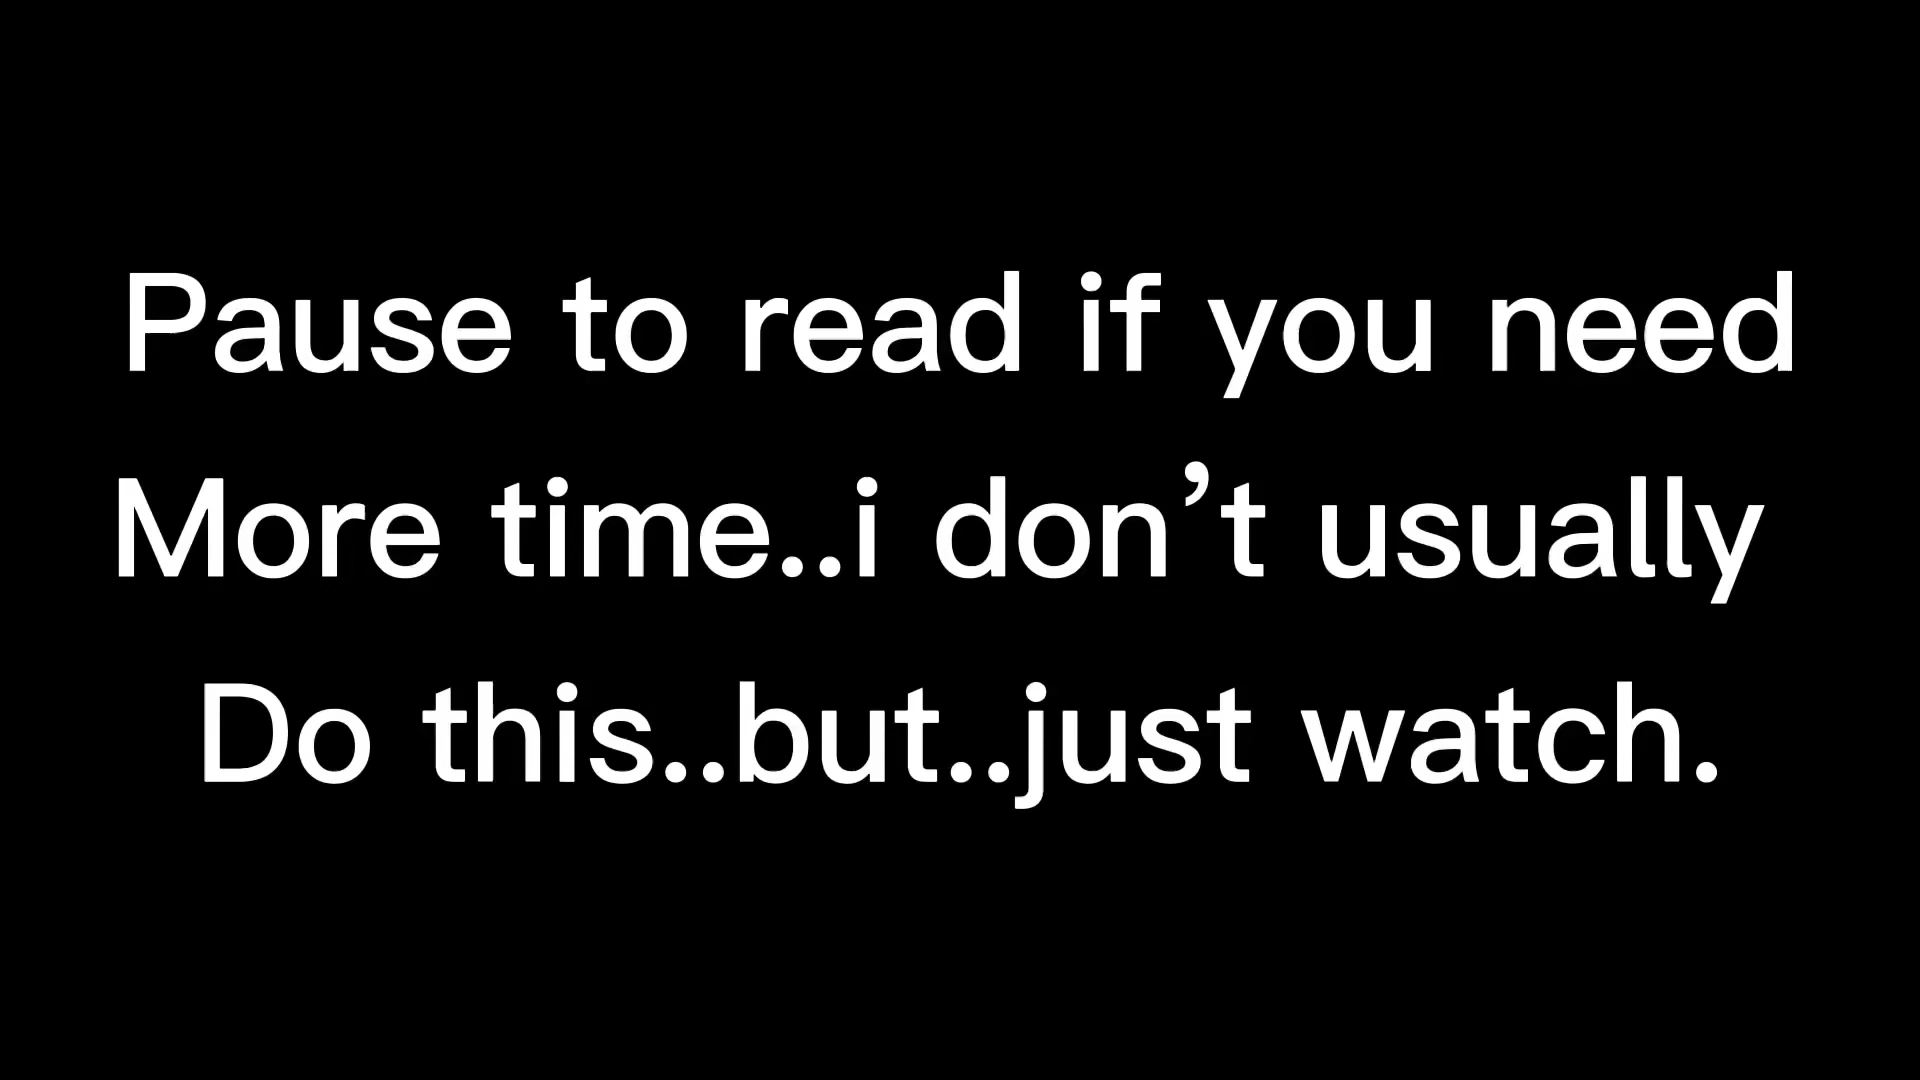 Pause to read if you need
More time..i don’t usually
Do this..but..just watch.